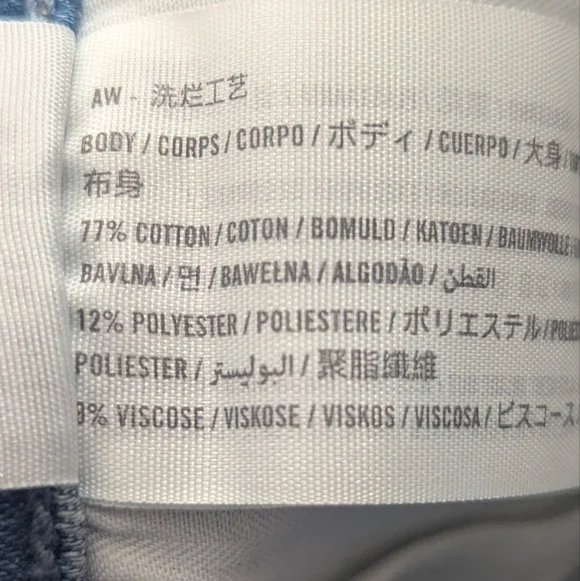 AW - 洗烂工艺
BODY / CORPS / CORPO / ボディ / CUERPO / 大身 /
布身
77% COTTON / COTON / BOMULD / KATOEN / BAUMWOLLE
BAVLNA / 면 / BAWEŁNA / ALGODÃO / القطن
12% POLYESTER / POLIESTERE / ポリエステル /
POLIESTER / البوليستر / 聚脂纖維
VISCOSE / VISKOSE / VISKOS / VISCOSA / ビスコース